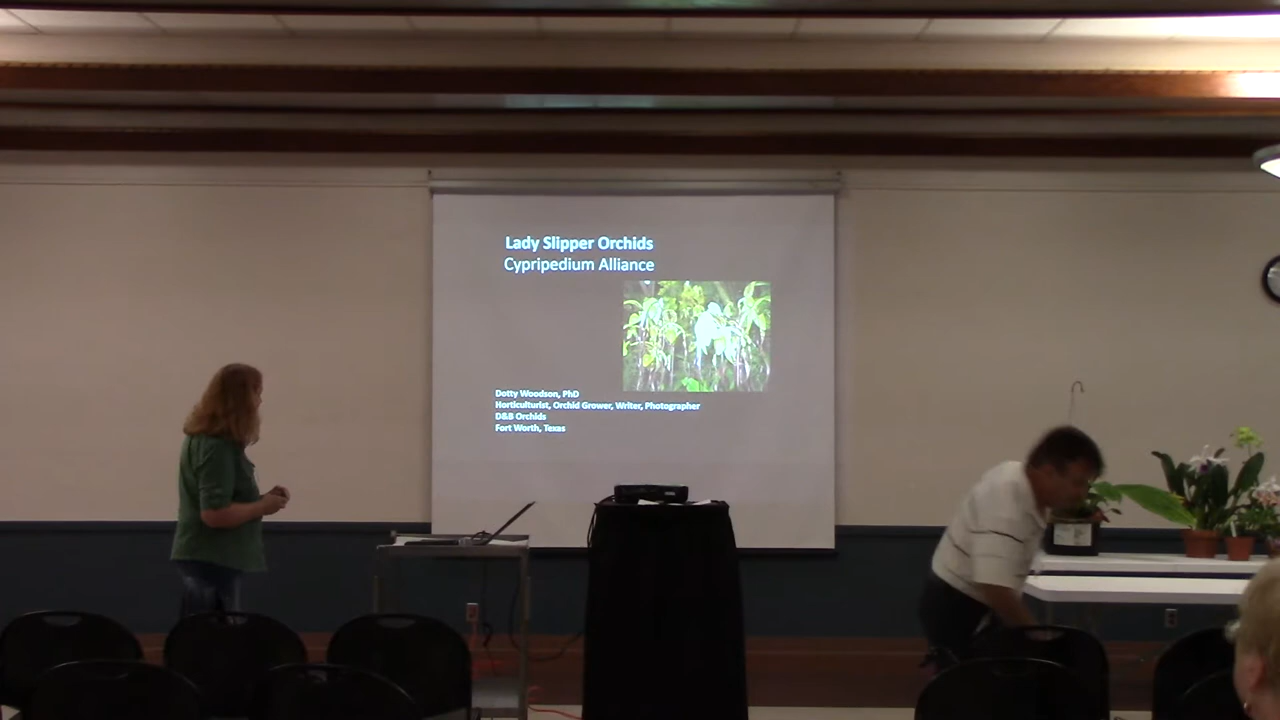 Lady Slipper Orchids
Cypripedium Alliance
Dotty Woodson, PhD
Horticulturist, Orchid Grower, Writer, Photographer
D&B Orchids
Fort Worth, Texas